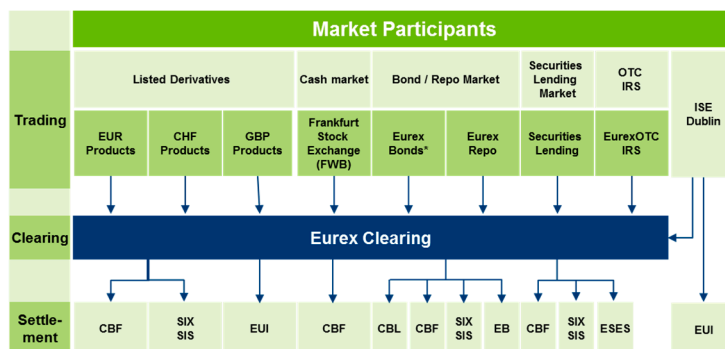 Market Participants
Trading
Listed Derivatives
Cash market
Bond / Repo Market
Securities
Lending
Market
OTC
IRS
ISE
Dublin
EUR
Products
CHF
Products
GBP
Products
Frankfurt
Stock
Exchange
(FWB)
Eurex
Bonds*
Eurex
Repo
Securities
Lending
EurexOTC
IRS
Clearing
Eurex Clearing
Settle-
ment
CBF
SIX
SIS
EUI
CBF
CBL
CBF
SIX
SIS
EB
CBF
SIX
SIS
ESES
EUI